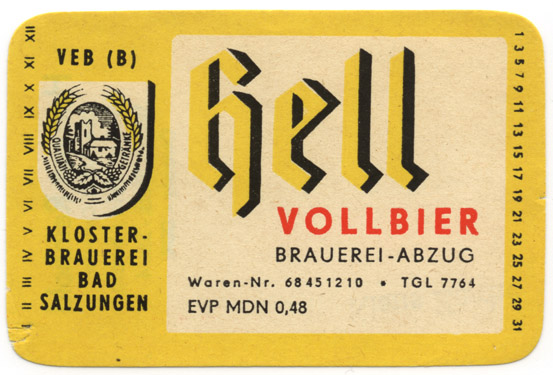 VEB (B)
QUALITÄTS GETRÄNKE
KLOSTER-
BRAUEREI
BAD
SALZUNGEN
Hell
VOLLBIER
BRAUEREI-ABZUG
Waren-Nr. 68451210 • TGL 7764
EVP MDN 0,48
I II III IV V VI VII VIII IX X XI XII
1 3 5 7 9 11 13 15 17 19 21 23 25 27 29 31